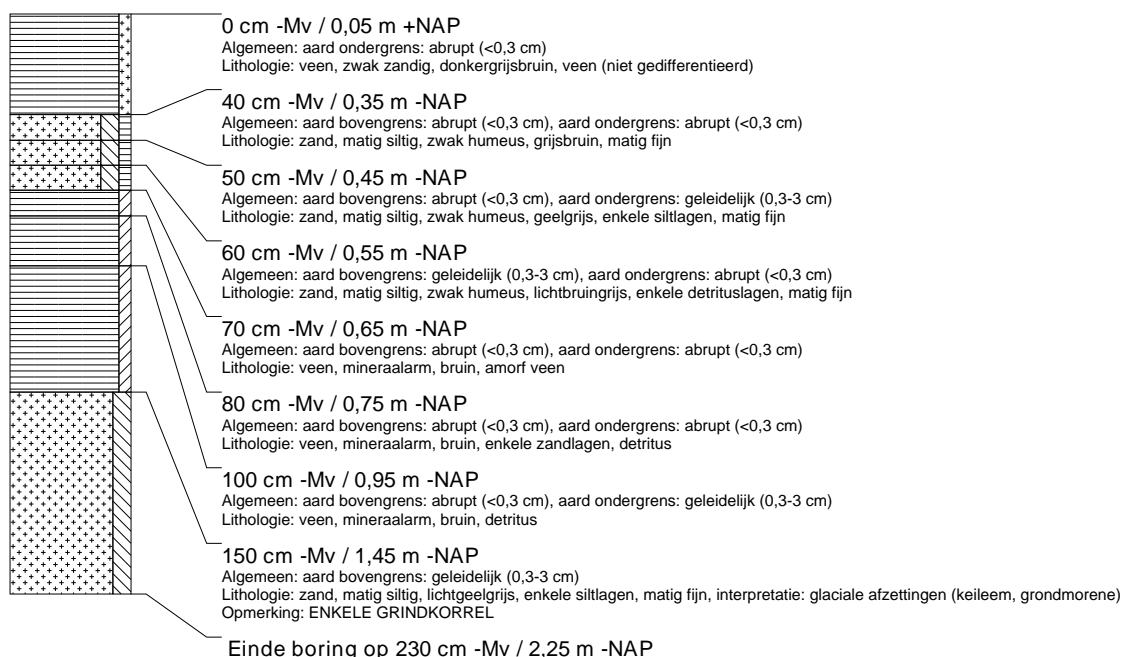 0 cm -Mv / 0,05 m +NAP
Algemeen: aard ondergrens: abrupt (<0,3 cm)
Lithologie: veen, zwak zandig, donkergrijsbruin, veen (niet gedifferentieerd)
40 cm -Mv / 0,35 m -NAP
Algemeen: aard bovengrens: abrupt (<0,3 cm), aard ondergrens: abrupt (<0,3 cm)
Lithologie: zand, matig siltig, zwak humeus, grijsbruin, matig fijn
50 cm -Mv / 0,45 m -NAP
Algemeen: aard bovengrens: abrupt (<0,3 cm), aard ondergrens: geleidelijk (0,3-3 cm)
Lithologie: zand, matig siltig, zwak humeus, geelgrijs, enkele siltlagen, matig fijn
60 cm -Mv / 0,55 m -NAP
Algemeen: aard bovengrens: geleidelijk (0,3-3 cm), aard ondergrens: abrupt (<0,3 cm)
Lithologie: zand, matig siltig, zwak humeus, lichtbruingrijs, enkele detrituslagen, matig fijn
70 cm -Mv / 0,65 m -NAP
Algemeen: aard bovengrens: abrupt (<0,3 cm), aard ondergrens: abrupt (<0,3 cm)
Lithologie: veen, mineraalarm, bruin, amorf veen
80 cm -Mv / 0,75 m -NAP
Algemeen: aard bovengrens: abrupt (<0,3 cm), aard ondergrens: abrupt (<0,3 cm)
Lithologie: veen, mineraalarm, bruin, enkele zandlagen, detritus
100 cm -Mv / 0,95 m -NAP
Algemeen: aard bovengrens: abrupt (<0,3 cm), aard ondergrens: geleidelijk (0,3-3 cm)
Lithologie: veen, mineraalarm, bruin, detritus
150 cm -Mv / 1,45 m -NAP
Algemeen: aard bovengrens: geleidelijk (0,3-3 cm)
Lithologie: zand, matig siltig, lichtgeelgrijs, enkele siltlagen, matig fijn, interpretatie: glaciale afzettingen (keileem, grondmorene)
Opmerking: ENKELE GRINDKORREL
Einde boring op 230 cm -Mv / 2,25 m -NAP